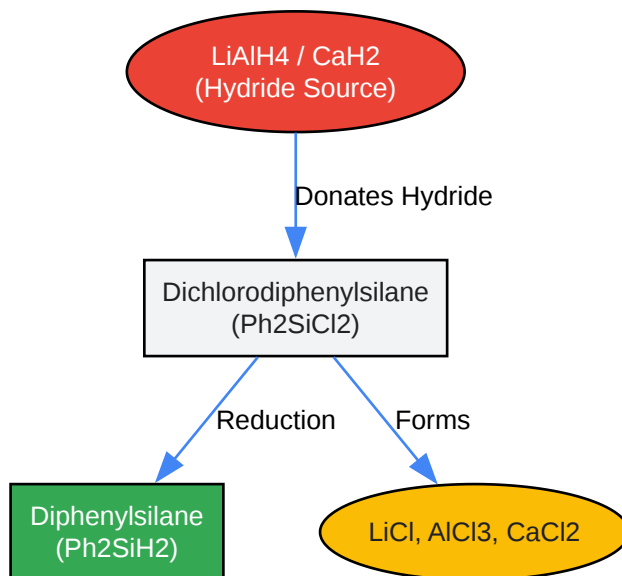 LiAlH4 / CaH2
(Hydride Source)
Donates Hydride
Dichlorodiphenylsilane
(Ph2SiCl2)
Reduction
Forms
Diphenylsilane
(Ph2SiH2)
LiCl, AlCl3, CaCl2